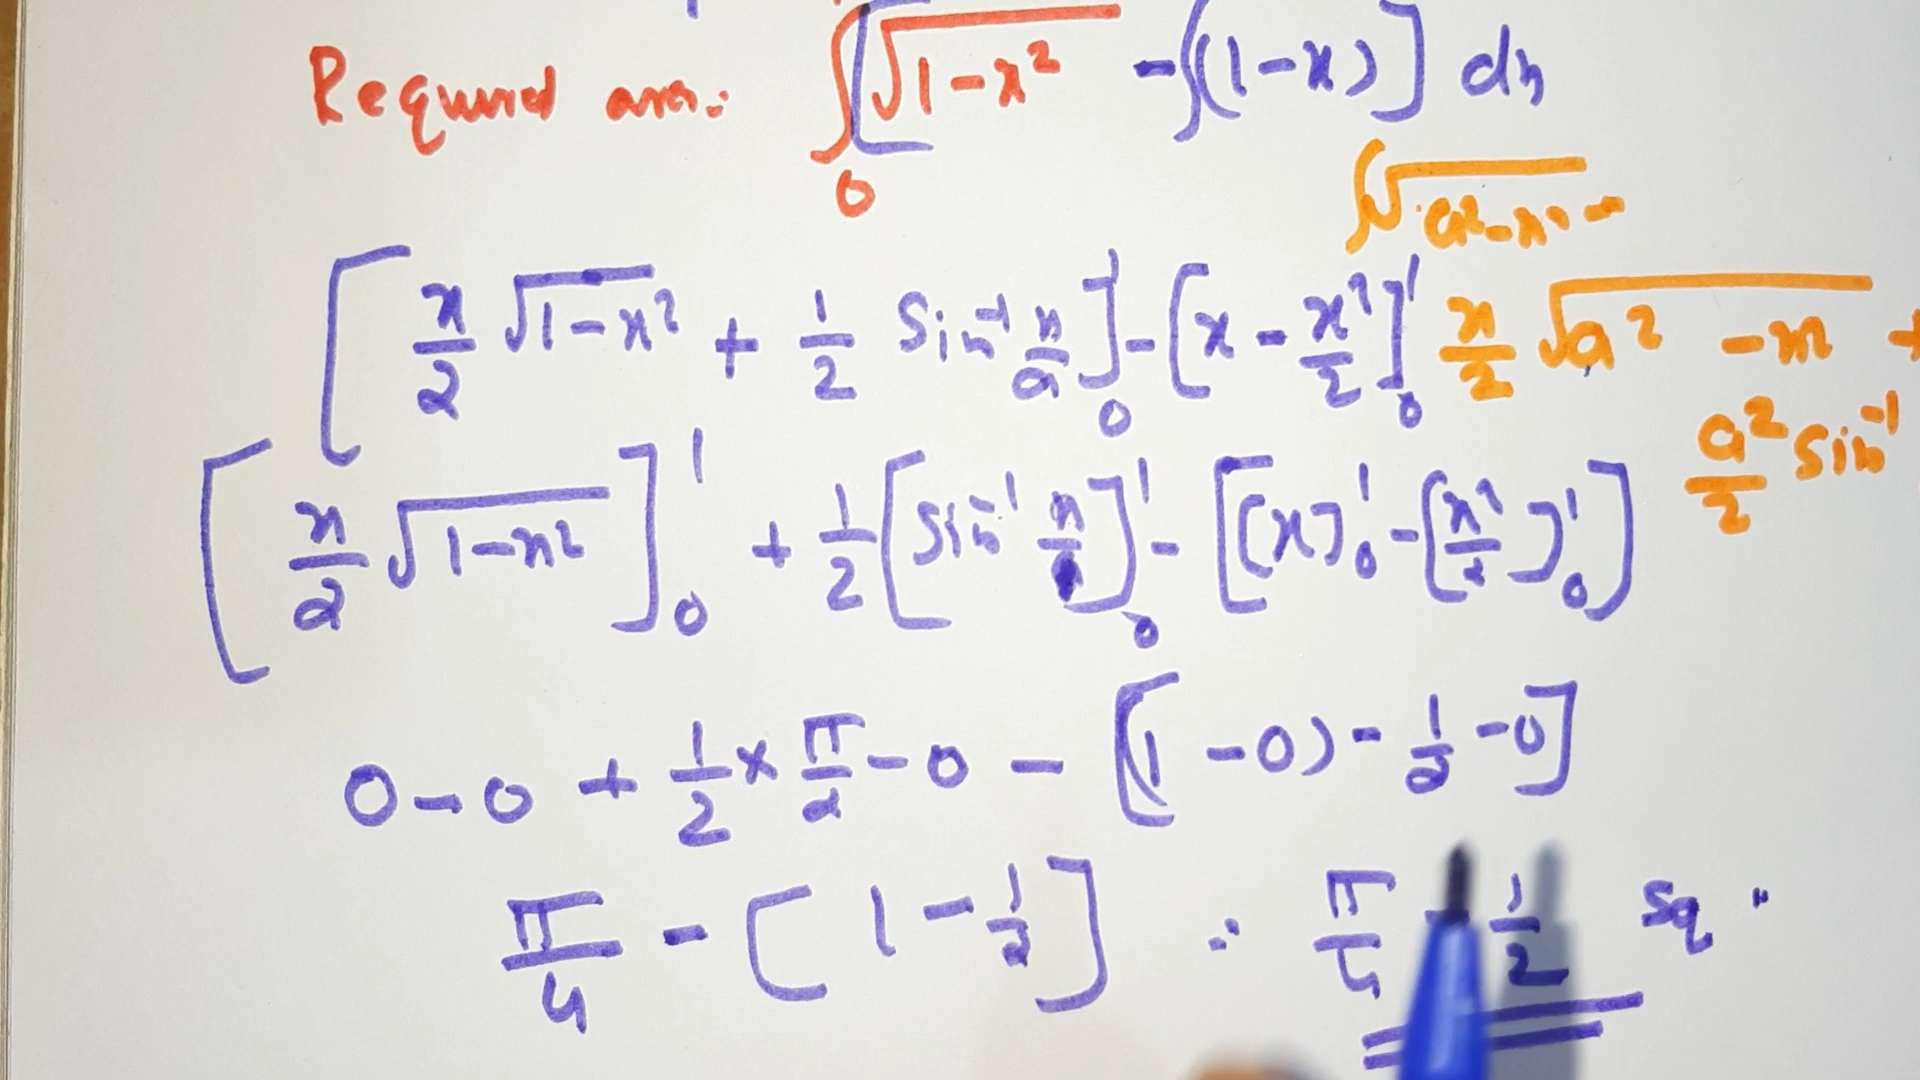 Required area: ∫₀ [√1-x² - ∫(1-x)] dx
∫√a²-x² -
[x/2 √1-x² + 1/2 Sin⁻¹ x/a]₀¹ - [x - x²/2]₀¹
x/2 √a² - x² +
a²/2 Sin⁻¹
[x/2 √1-x²]₀¹ + 1/2 [Sin⁻¹ x/1]₀¹ - [(x)₀¹ - (x²/2)₀¹]
0-0 + 1/2 × π/2 - 0 - [(1-0) - 1/2 - 0]
π/4 - [1 - 1/2] = π/4 - 1/2 Sq